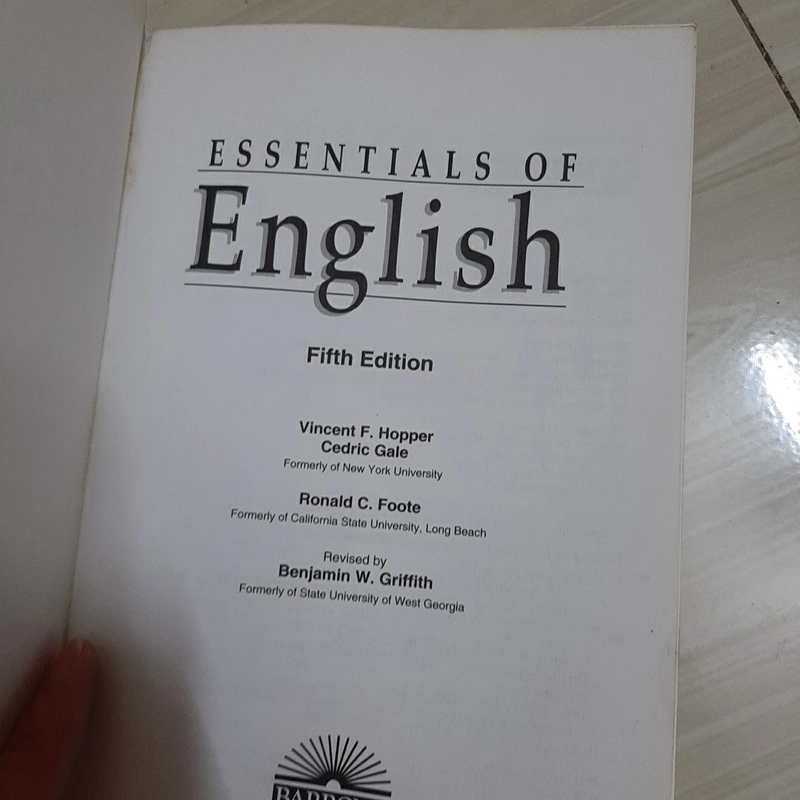 ESSENTIALS OF
English
Fifth Edition
Vincent F. Hopper
Cedric Gale
Formerly of New York University
Ronald C. Foote
Formerly of California State University, Long Beach
Revised by
Benjamin W. Griffith
Formerly of State University of West Georgia